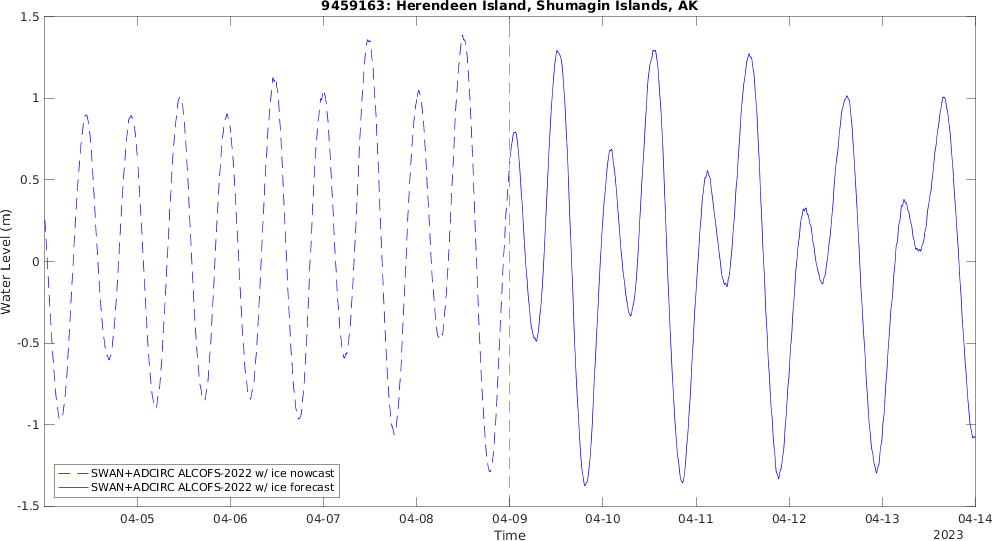 9459163: Herendeen Island, Shumagin Islands, AK
1.5
1
0.5
0
-0.5
-1
-1.5
Water Level (m)
SWAN+ADCIRC ALCOFS-2022 w/ ice nowcast
SWAN+ADCIRC ALCOFS-2022 w/ ice forecast
04-05 04-06 04-07 04-08 04-09 04-10 04-11 04-12 04-13 04-14
Time
2023